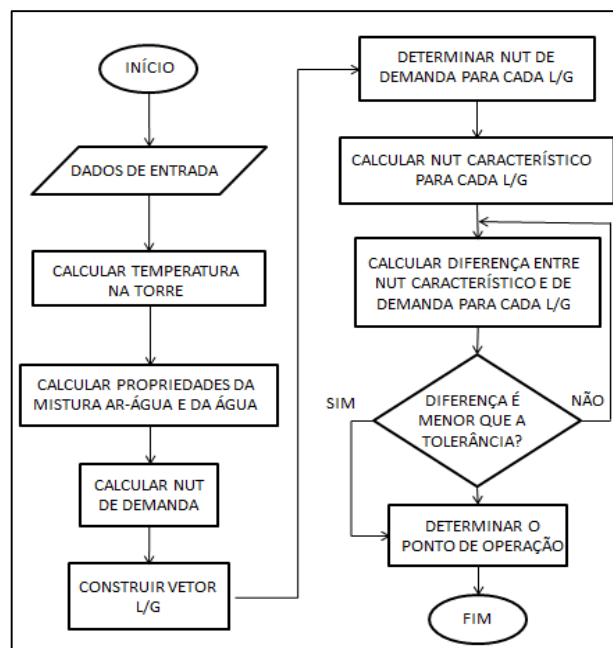 INÍCIO
DADOS DE ENTRADA
CALCULAR TEMPERATURA
NA TORRE
CALCULAR PROPRIEDADES DA
MISTURA AR-ÁGUA E DA ÁGUA
CALCULAR NUT
DE DEMANDA
CONSTRUIR VETOR
L/G
DETERMINAR NUT DE
DEMANDA PARA CADA L/G
CALCULAR NUT CARACTERÍSTICO
PARA CADA L/G
CALCULAR DIFERENÇA ENTRE
NUT CARACTERÍSTICO E DE
DEMANDA PARA CADA L/G
SIM
DIFERENÇA É
MENOR QUE A
TOLERÂNCIA?
NÃO
DETERMINAR O
PONTO DE OPERAÇÃO
FIM